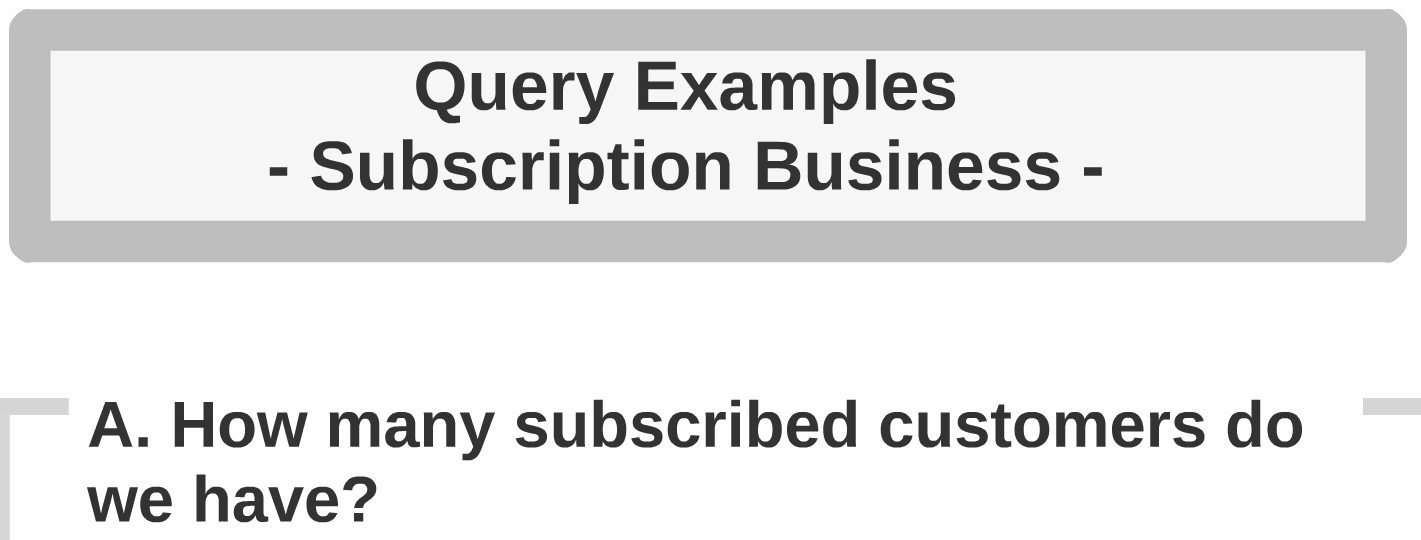 Query Examples
- Subscription Business -
A. How many subscribed customers do
we have?